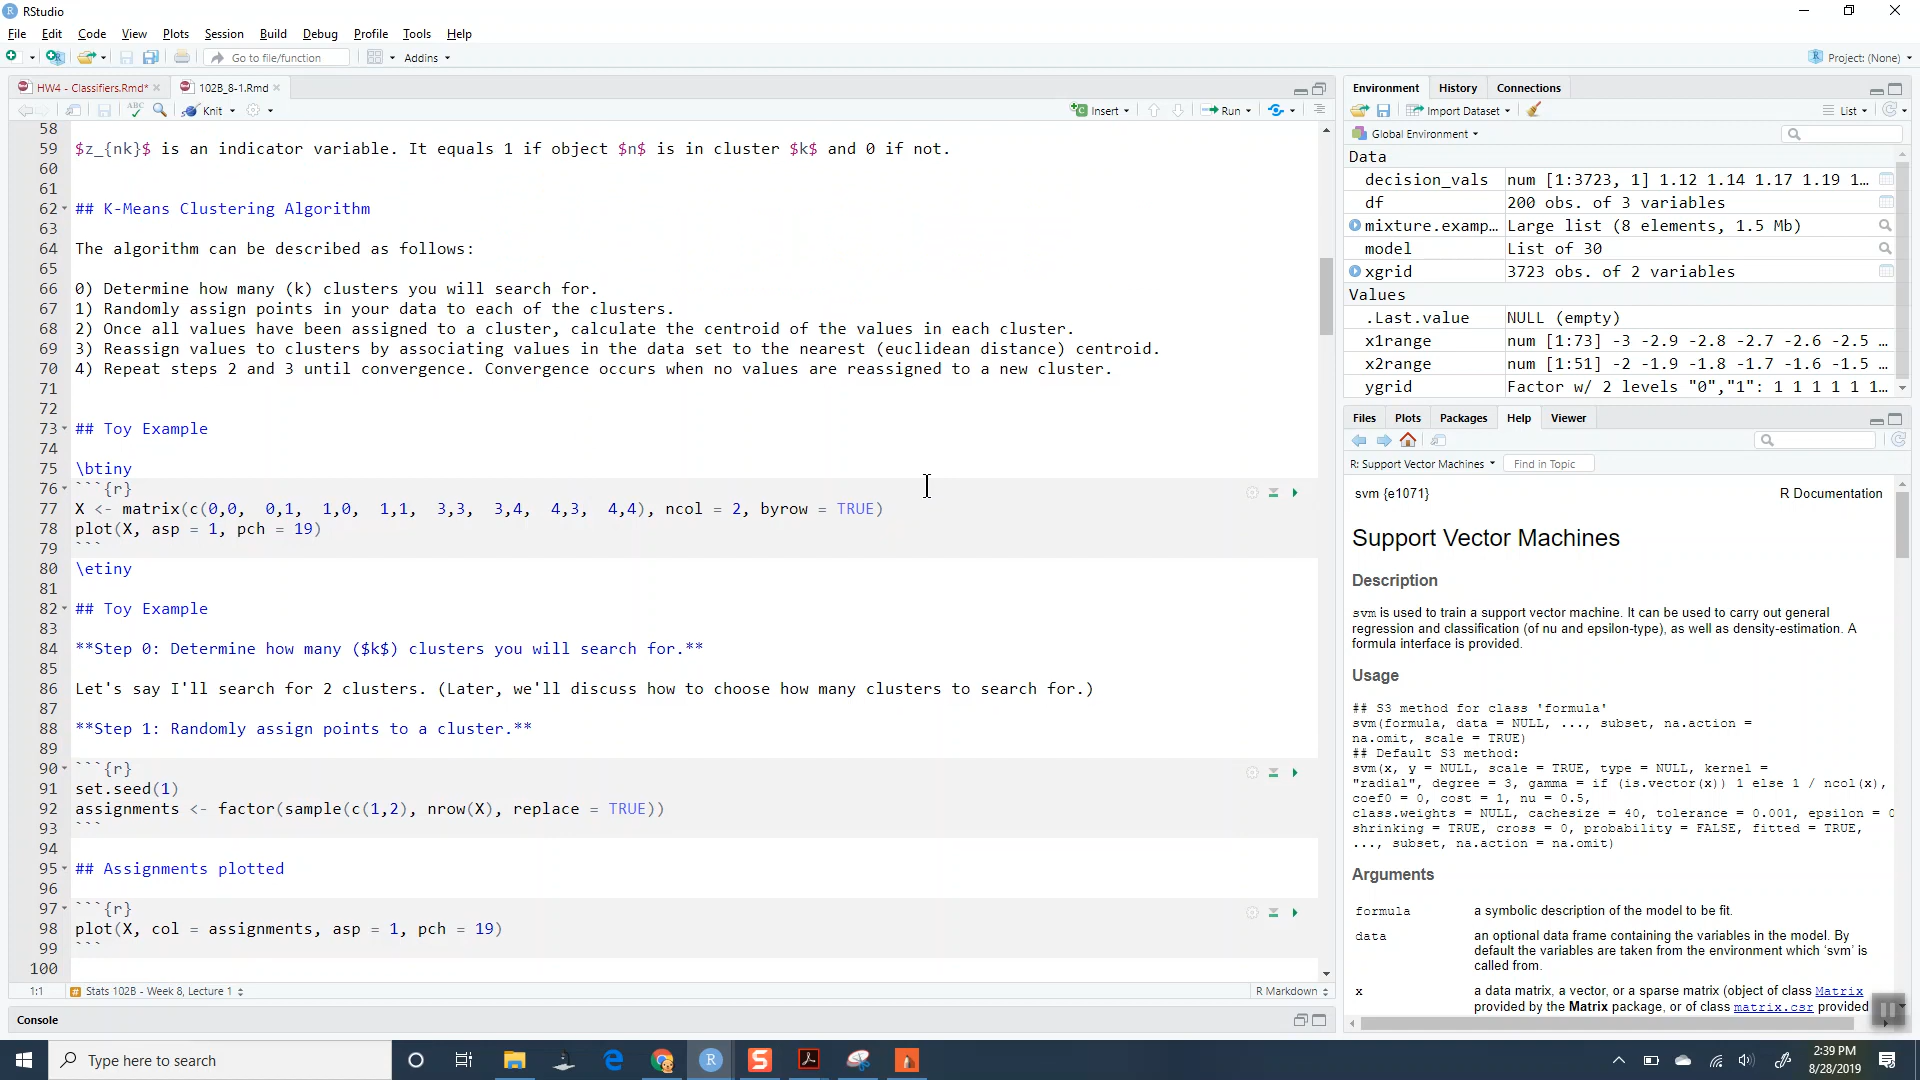 RStudio
File Edit Code View Plots Session Build Debug Profile Tools Help
Go to file/function Addins Project: (None)
HW4 - Classifiers.Rmd* 102B_8-1.Rmd
ABC Knit Insert Run
58
59 $z_{nk}$ is an indicator variable. It equals 1 if object $n$ is in cluster $k$ and 0 if not.
60
61
62 ## K-Means Clustering Algorithm
63
64 The algorithm can be described as follows:
65
66 0) Determine how many (k) clusters you will search for.
67 1) Randomly assign points in your data to each of the clusters.
68 2) Once all values have been assigned to a cluster, calculate the centroid of the values in each cluster.
69 3) Reassign values to clusters by associating values in the data set to the nearest (euclidean distance) centroid.
70 4) Repeat steps 2 and 3 until convergence. Convergence occurs when no values are reassigned to a new cluster.
71
72
73 ## Toy Example
74
75 \btiny
76 ```{r}
77 X <- matrix(c(0,0, 0,1, 1,0, 1,1, 3,3, 3,4, 4,3, 4,4), ncol = 2, byrow = TRUE)
78 plot(X, asp = 1, pch = 19)
79 ```
80 \etiny
81
82 ## Toy Example
83
84 **Step 0: Determine how many ($k$) clusters you will search for.**
85
86 Let's say I'll search for 2 clusters. (Later, we'll discuss how to choose how many clusters to search for.)
87
88 **Step 1: Randomly assign points to a cluster.**
89
90 ```{r}
91 set.seed(1)
92 assignments <- factor(sample(c(1,2), nrow(X), replace = TRUE))
93 ```
94
95 ## Assignments plotted
96
97 ```{r}
98 plot(X, col = assignments, asp = 1, pch = 19)
99 ```
100
1:1 # Stats 102B - Week 8, Lecture 1 R Markdown
Console
Environment History Connections
Import Dataset List
Global Environment
Data
decision_vals num [1:3723, 1] 1.12 1.14 1.17 1.19 1…
df 200 obs. of 3 variables
mixture.examp… Large list (8 elements, 1.5 Mb)
model List of 30
xgrid 3723 obs. of 2 variables
Values
.Last.value NULL (empty)
x1range num [1:73] -3 -2.9 -2.8 -2.7 -2.6 -2.5 …
x2range num [1:51] -2 -1.9 -1.8 -1.7 -1.6 -1.5 …
ygrid Factor w/ 2 levels "0","1": 1 1 1 1 1 1…
Files Plots Packages Help Viewer
R: Support Vector Machines Find in Topic
svm {e1071} R Documentation
Support Vector Machines
Description
svm is used to train a support vector machine. It can be used to carry out general
regression and classification (of nu and epsilon-type), as well as density-estimation. A
formula interface is provided.
Usage
## S3 method for class 'formula'
svm(formula, data = NULL, ..., subset, na.action =
na.omit, scale = TRUE)
## Default S3 method:
svm(x, y = NULL, scale = TRUE, type = NULL, kernel =
"radial", degree = 3, gamma = if (is.vector(x)) 1 else 1 / ncol(x),
coef0 = 0, cost = 1, nu = 0.5,
class.weights = NULL, cachesize = 40, tolerance = 0.001, epsilon = 0
shrinking = TRUE, cross = 0, probability = FALSE, fitted = TRUE,
..., subset, na.action = na.omit)
Arguments
formula a symbolic description of the model to be fit.
data an optional data frame containing the variables in the model. By
default the variables are taken from the environment which ‘svm’ is
called from.
x a data matrix, a vector, or a sparse matrix (object of class Matrix
provided by the Matrix package, or of class matrix.csr provided
Type here to search
2:39 PM
8/28/2019